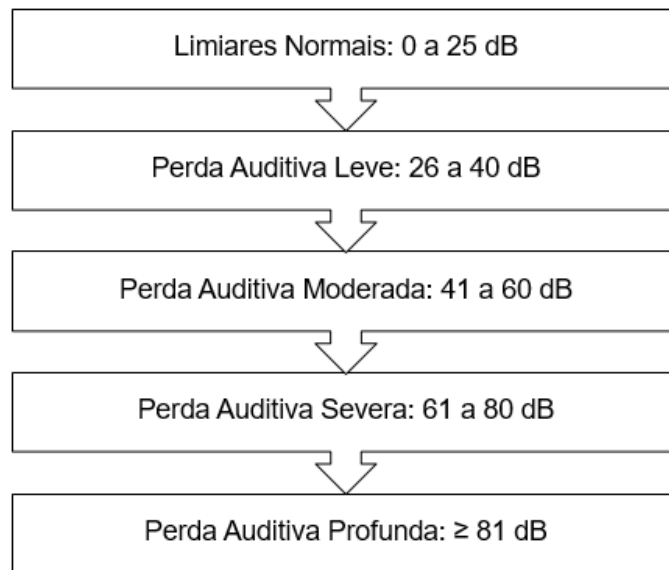 Limiares Normais: 0 a 25 dB
Perda Auditiva Leve: 26 a 40 dB
Perda Auditiva Moderada: 41 a 60 dB
Perda Auditiva Severa: 61 a 80 dB
Perda Auditiva Profunda: ≥ 81 dB